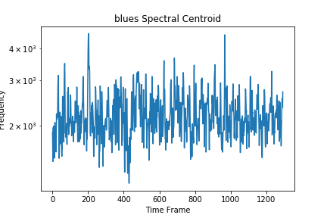 blues Spectral Centroid
4 × 10³
3 × 10³
2 × 10³
Frequency
0
200
400
600
800
1000
1200
Time Frame